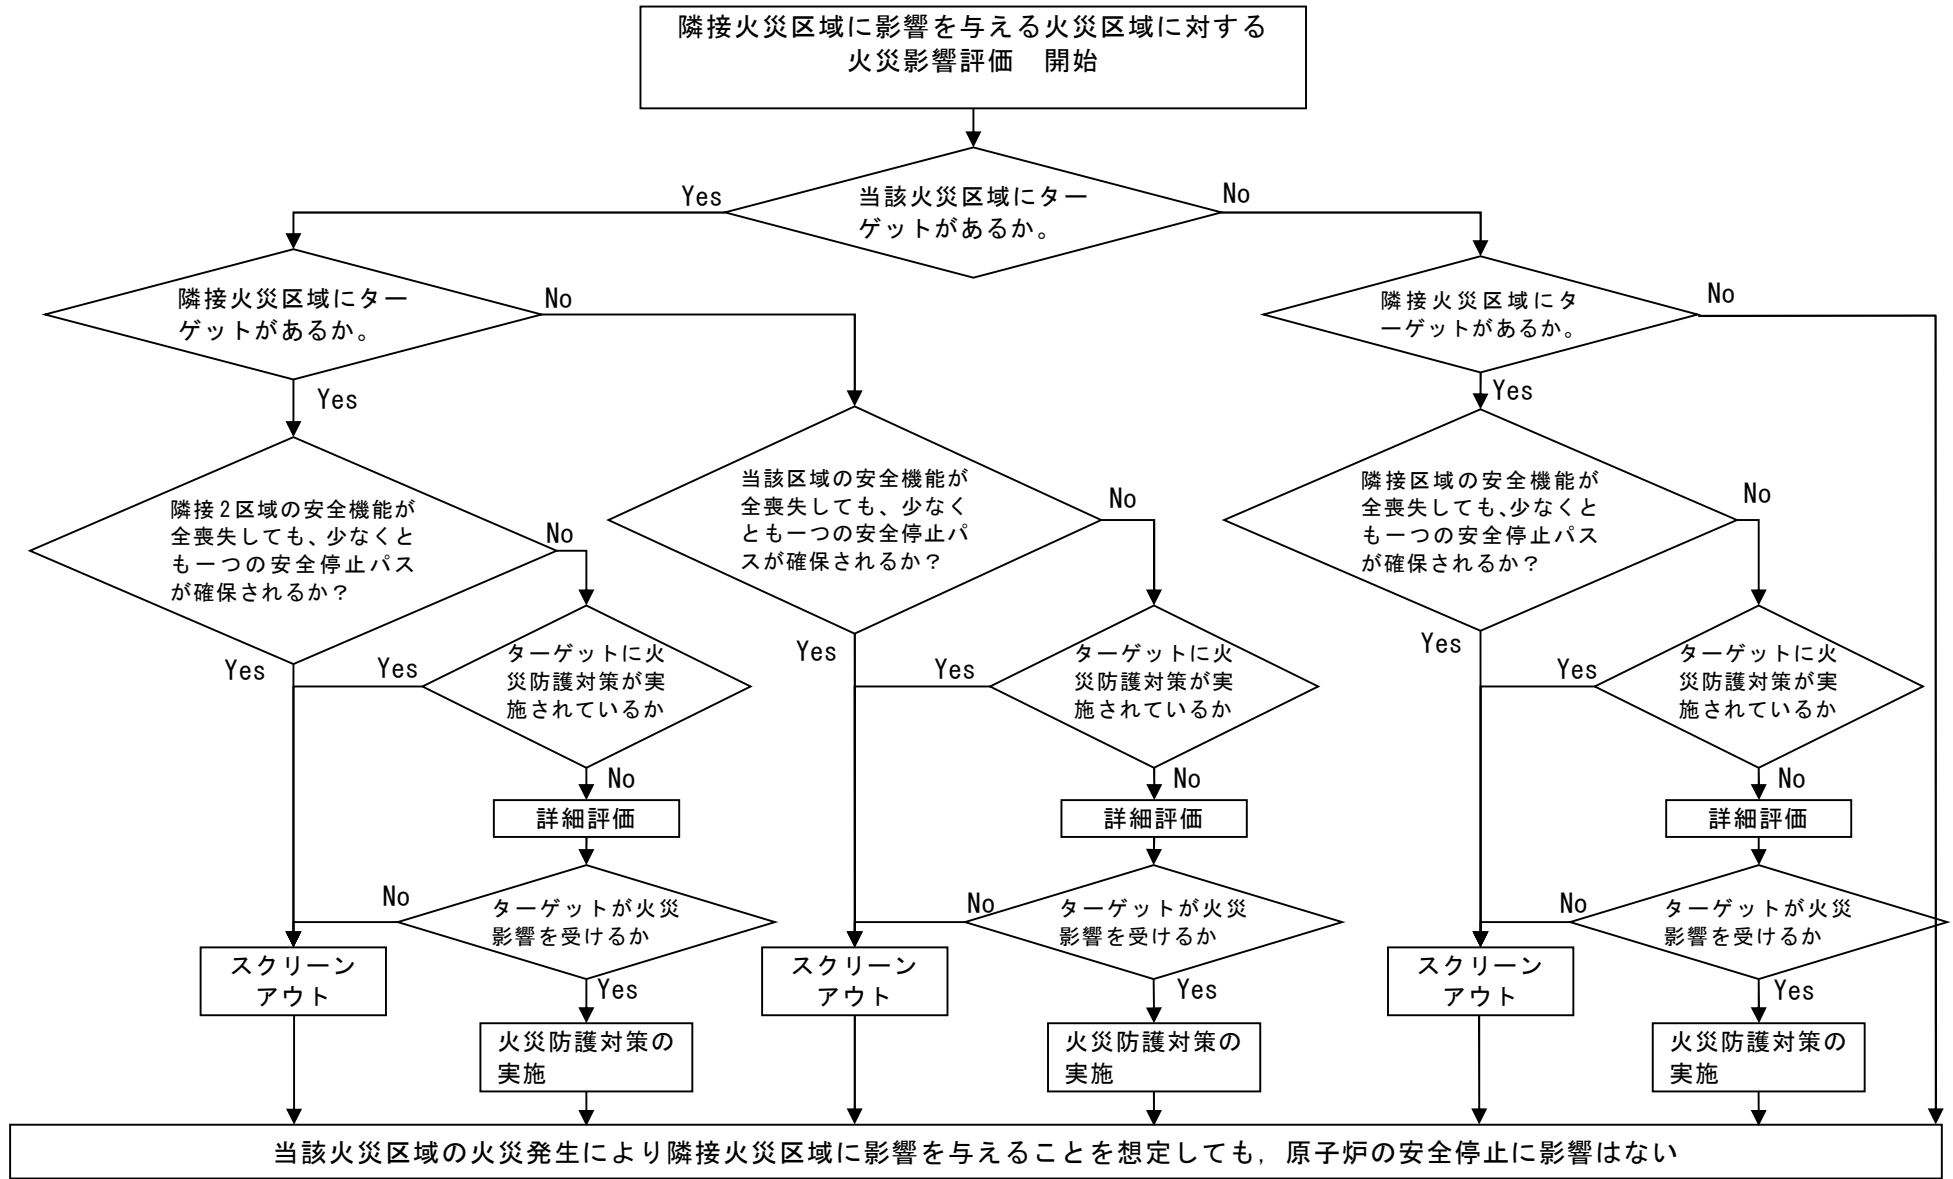 隣接火災区域に影響を与える火災区域に対する
火災影響評価　開始
当該火災区域にター
ゲットがあるか。
Yes
No
隣接火災区域にター
ゲットがあるか。
No
Yes
隣接火災区域にタ
ーゲットがあるか。
No
Yes
隣接2区域の安全機能が
全喪失しても、少なくと
も一つの安全停止パス
が確保されるか？
No
Yes
当該区域の安全機能が
全喪失しても、少なく
とも一つの安全停止パ
スが確保されるか？
No
Yes
隣接区域の安全機能が
全喪失しても、少なくと
も一つの安全停止パス
が確保されるか？
No
Yes
ターゲットに火
災防護対策が実
施されているか
Yes
No
ターゲットに火
災防護対策が実
施されているか
Yes
No
ターゲットに火
災防護対策が実
施されているか
Yes
No
詳細評価
詳細評価
詳細評価
ターゲットが火災
影響を受けるか
No
Yes
ターゲットが火災
影響を受けるか
No
Yes
ターゲットが火災
影響を受けるか
No
Yes
スクリーン
アウト
スクリーン
アウト
スクリーン
アウト
火災防護対策の
実施
火災防護対策の
実施
火災防護対策の
実施
当該火災区域の火災発生により隣接火災区域に影響を与えることを想定しても，原子炉の安全停止に影響はない